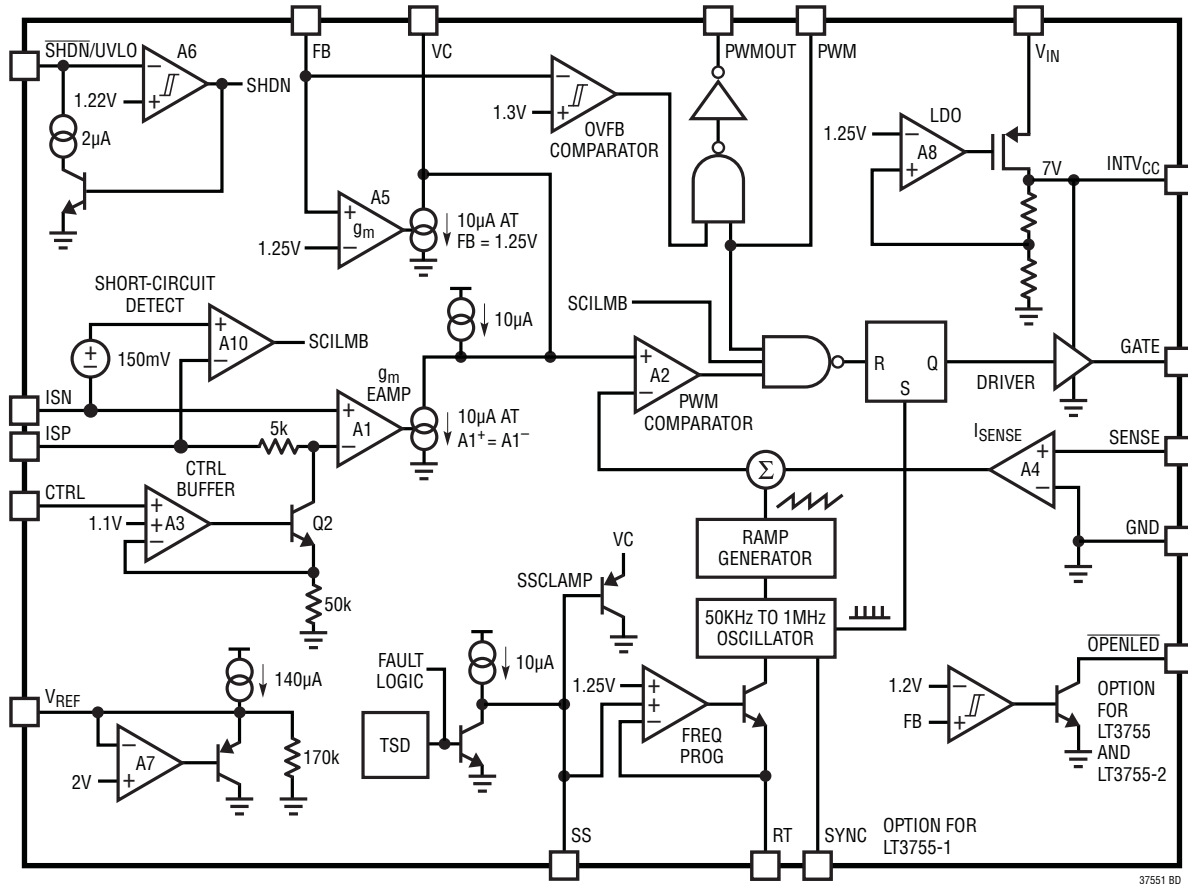 SHDN/UVLO
A6
SHDN
1.22V
2µA
FB
VC
1.3V
OVFB
COMPARATOR
PWMOUT
PWM
VIN
LDO
1.25V
A8
7V
INTVCC
A5
gm
1.25V
10µA AT
FB = 1.25V
SHORT-CIRCUIT
DETECT
150mV
A10
SCILMB
10µA
SCILMB
ISN
ISP
5k
gm
EAMP
A1
10µA AT
A1+ = A1–
A2
PWM
COMPARATOR
R
Q
S
DRIVER
GATE
ISENSE
A4
SENSE
GND
CTRL
CTRL
BUFFER
1.1V
A3
Q2
50k
Σ
RAMP
GENERATOR
50KHz TO 1MHz
OSCILLATOR
VC
SSCLAMP
10µA
FAULT
LOGIC
TSD
VREF
140µA
A7
2V
170k
1.25V
FREQ
PROG
1.2V
FB
OPENLED
OPTION
FOR
LT3755
AND
LT3755-2
SS
RT
SYNC
OPTION FOR
LT3755-1
37551 BD